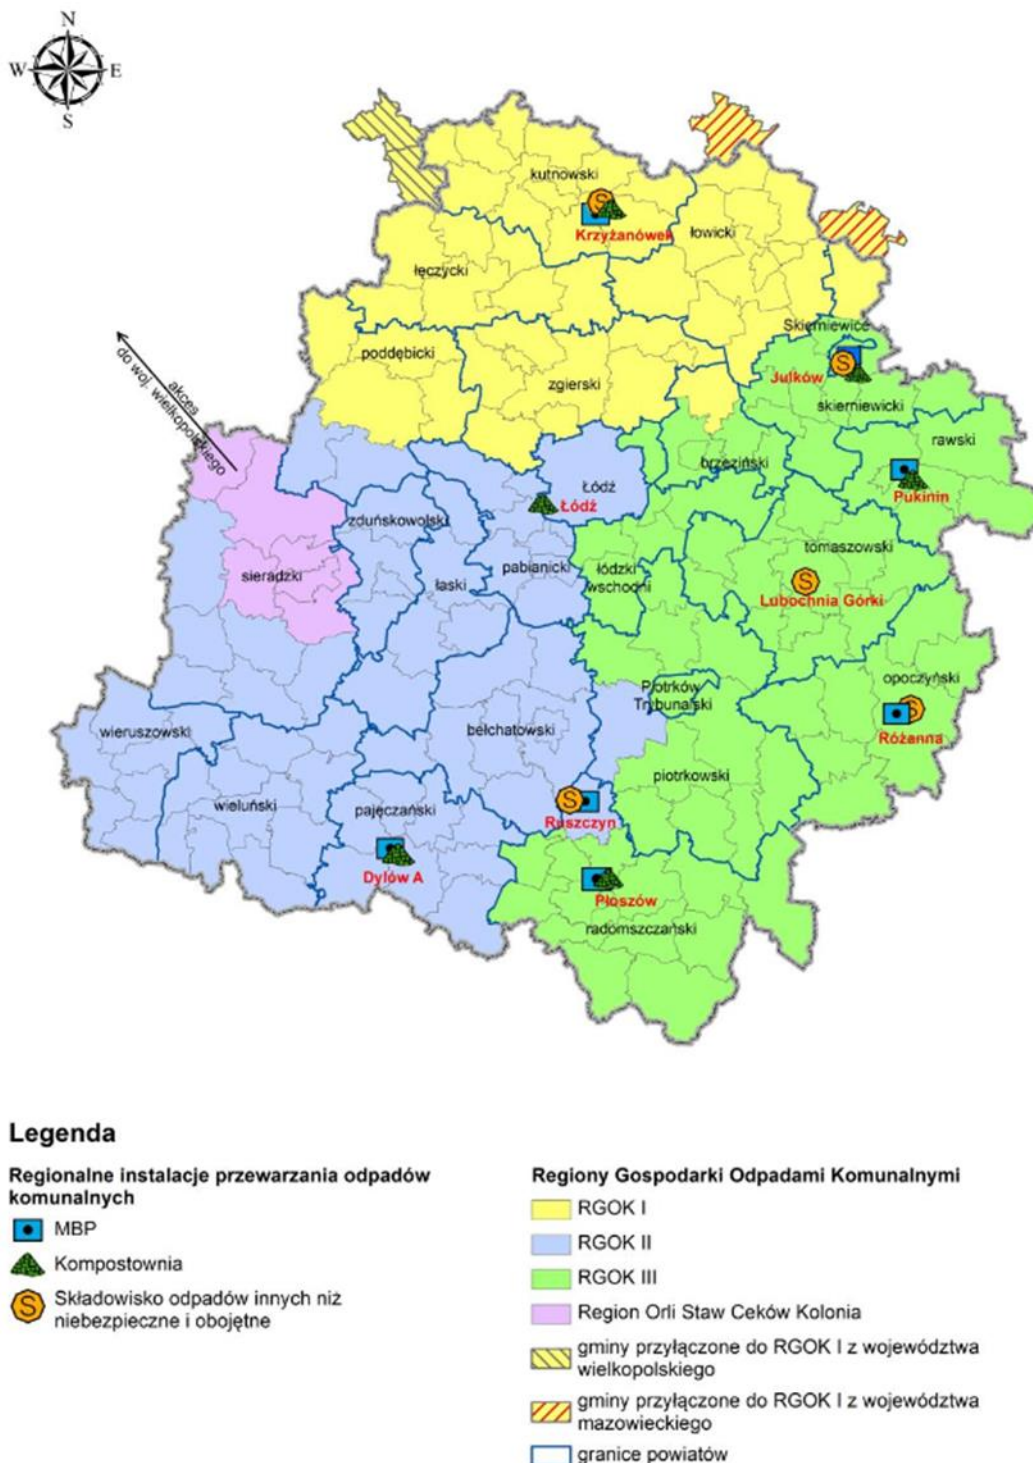 N
W
E
S
kutnowski
S
Krzyżanówek
łowicki
łęczycki
Skierniewice
poddębicki
zgierski
Julków
S
skierniewicki
akces
do woj. wielkopolskiego
rawski
brzeziński
Pukinin
Łódź
Łódź
zduńskowolski
tomaszowski
pabianicki
łódzki
wschodni
sieradzki
łaski
S
Lubochnia Górki
opoczyński
Piotrków
Trybunalski
S
Różanna
wieruszowski
bełchatowski
piotrkowski
wieluński
pajęczański
S
Ruszczyn
Dylów A
Płoszów
radomszczański
Legenda
Regionalne instalacje przewarzania odpadów
komunalnych
MBP
Kompostownia
S
Składowisko odpadów innych niż
niebezpieczne i obojętne
Regiony Gospodarki Odpadami Komunalnymi
RGOK I
RGOK II
RGOK III
Region Orli Staw Ceków Kolonia
gminy przyłączone do RGOK I z województwa
wielkopolskiego
gminy przyłączone do RGOK I z województwa
mazowieckiego
granice powiatów